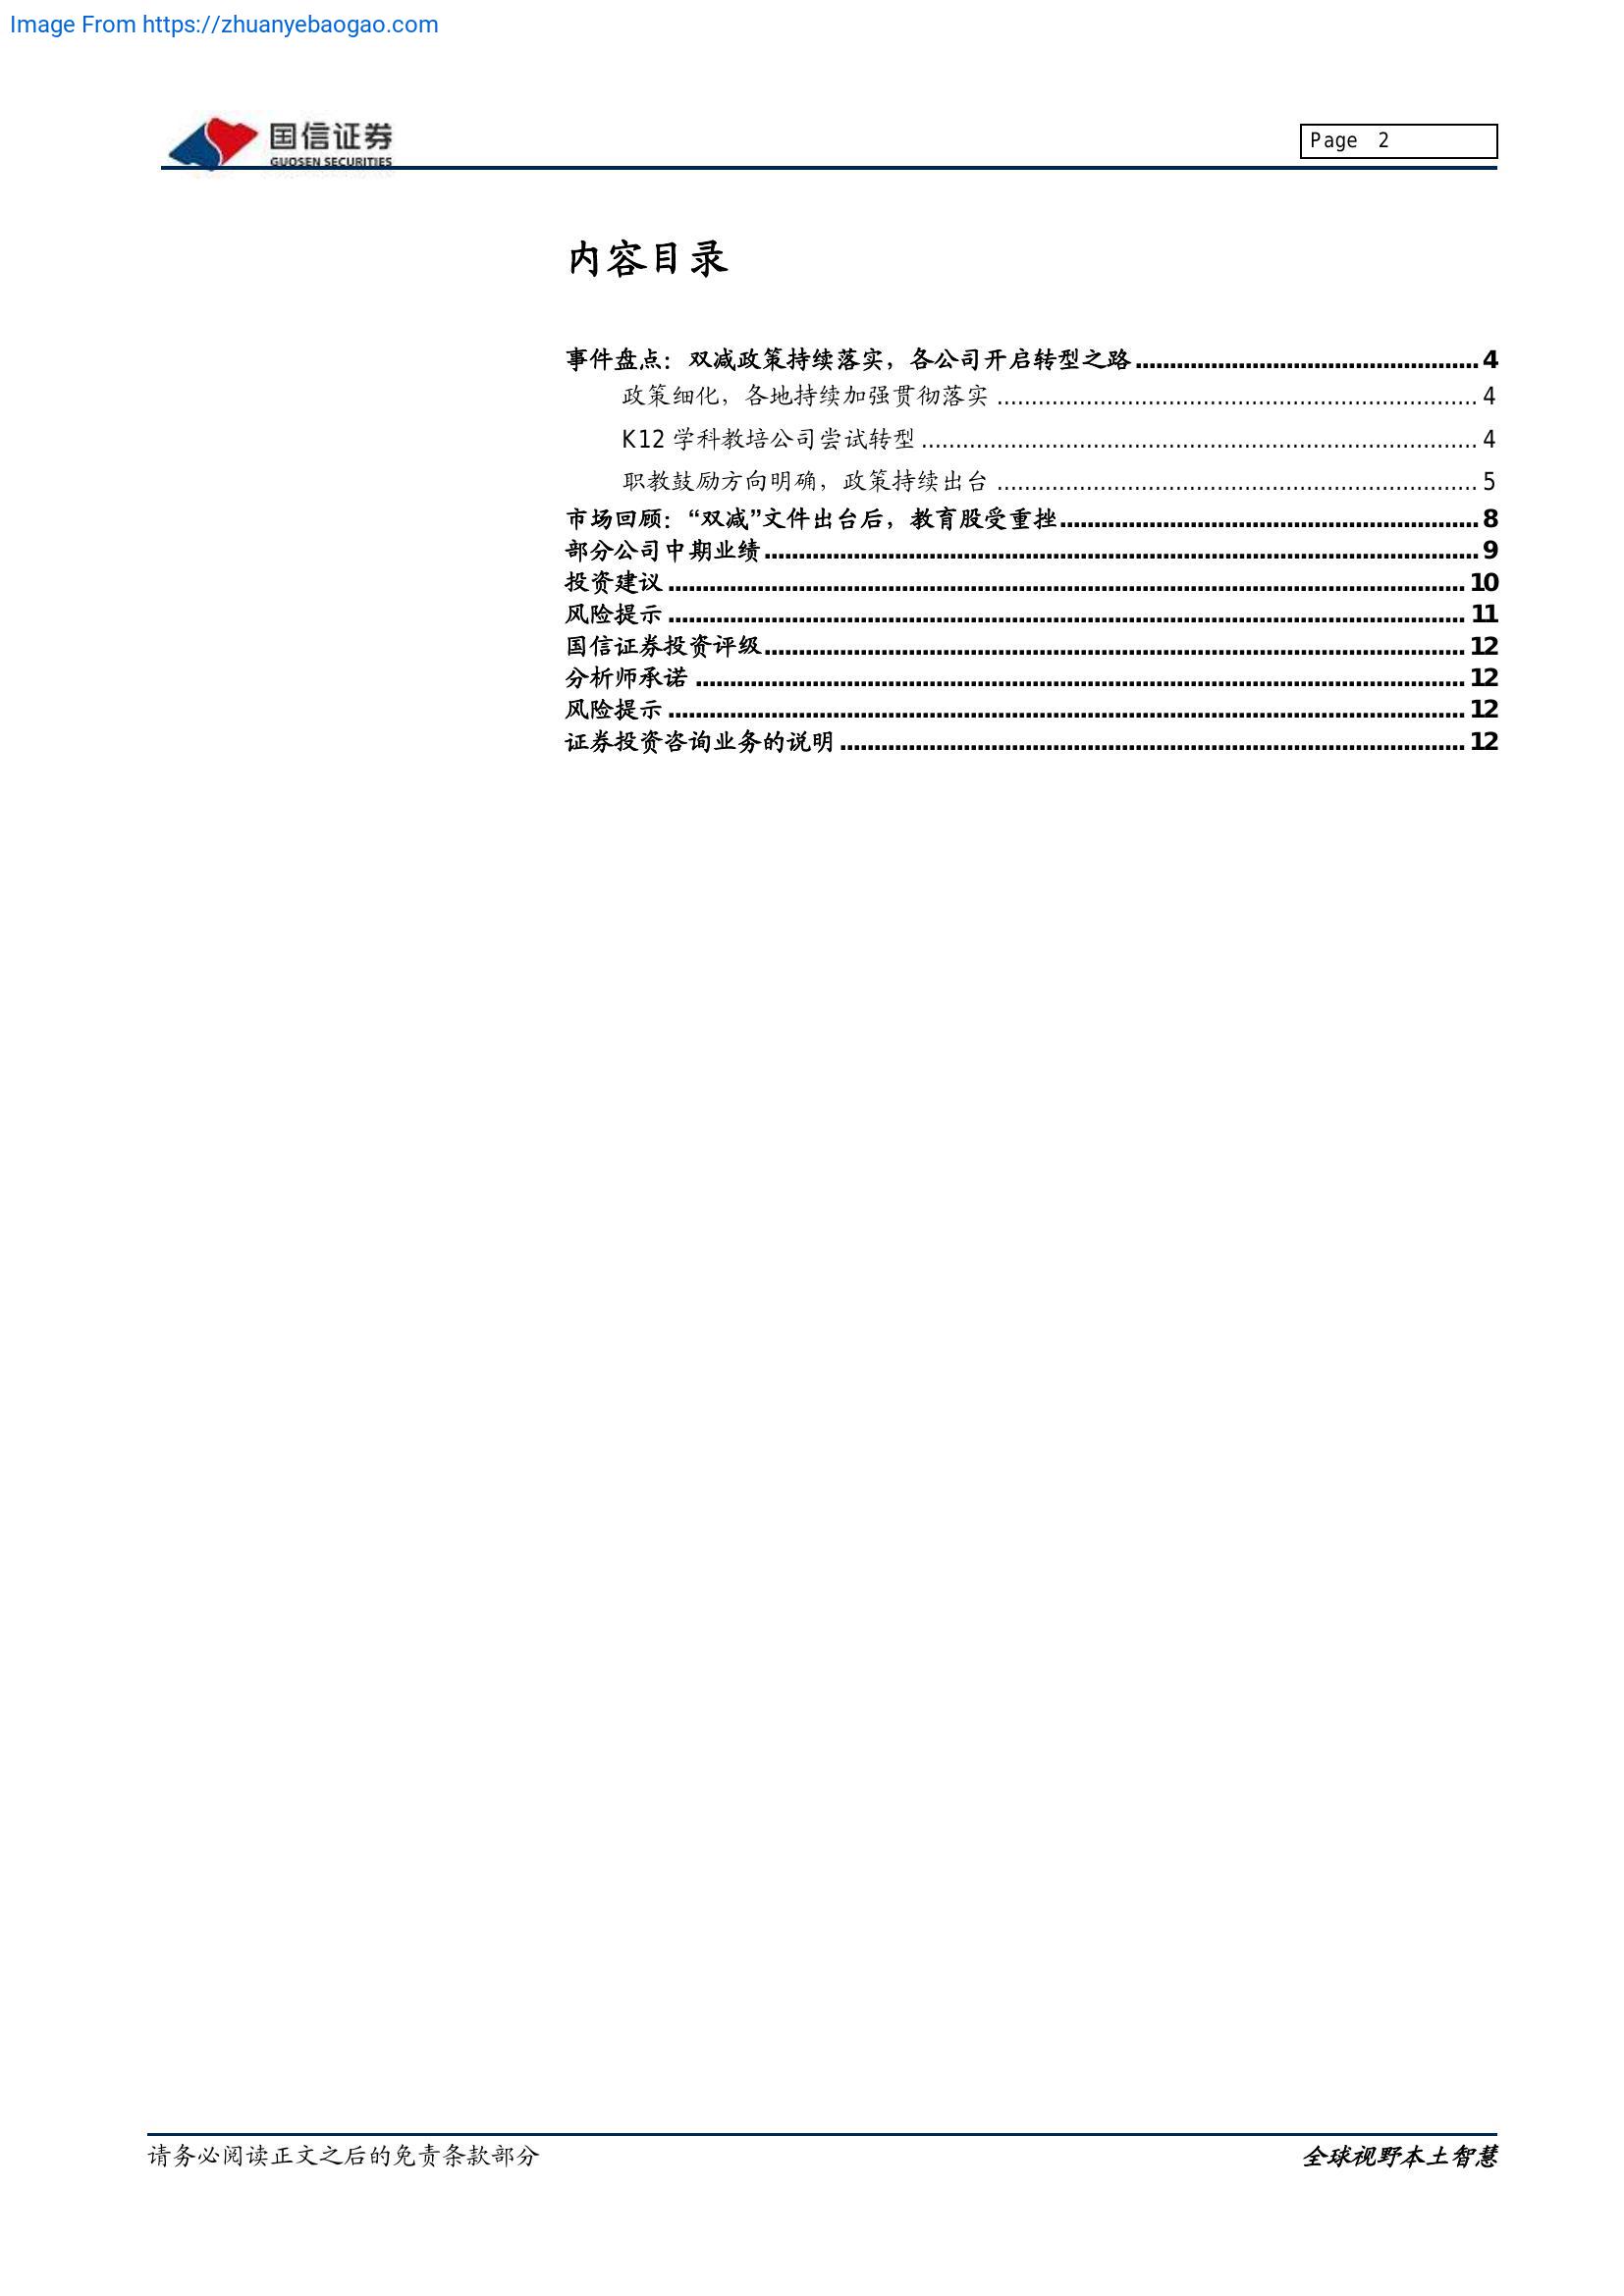 Image From https://zhuanyebaogao.com
国信证券
GUOSEN SECURITIES
Page 2
内容目录
事件盘点：双减政策持续落实，各公司开启转型之路.................................................. 4
政策细化，各地持续加强贯彻落实 ...................................................................... 4
K12 学科教培公司尝试转型 ................................................................................. 4
职教鼓励方向明确，政策持续出台 ...................................................................... 5
市场回顾：“双减”文件出台后，教育股受重挫............................................................. 8
部分公司中期业绩........................................................................................................ 9
投资建议 .................................................................................................................... 10
风险提示 .................................................................................................................... 11
国信证券投资评级...................................................................................................... 12
分析师承诺 ................................................................................................................ 12
风险提示 .................................................................................................................... 12
证券投资咨询业务的说明 ........................................................................................... 12
请务必阅读正文之后的免责条款部分
全球视野本土智慧